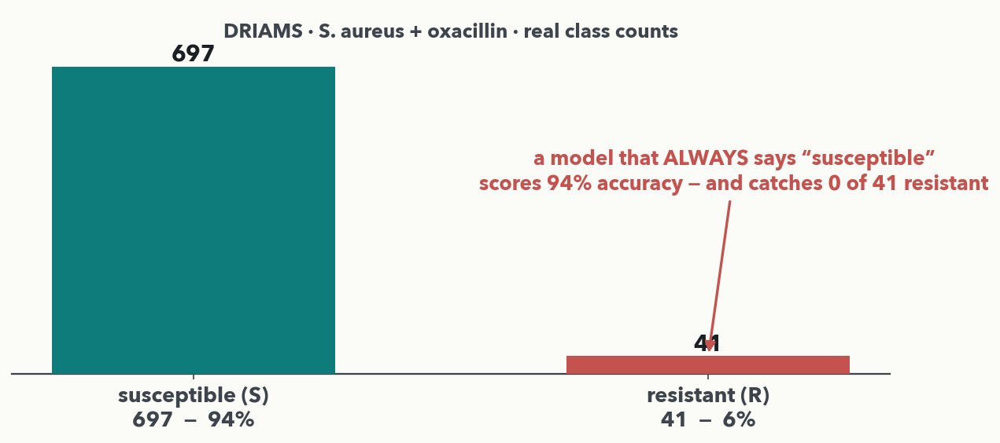 DRIAMS · S. aureus + oxacillin · real class counts
697
a model that ALWAYS says “susceptible”
scores 94% accuracy — and catches 0 of 41 resistant
41
susceptible (S)
697 — 94%
resistant (R)
41 — 6%